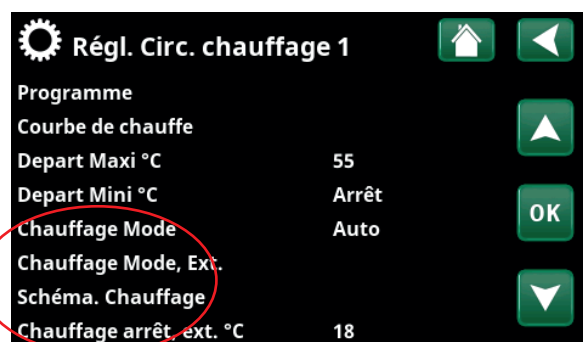 Régl. Circ. chauffage 1
Programme
Courbe de chauffe
Depart Maxi °C 55
Depart Mini °C Arrêt
Chauffage Mode Auto
OK
Chauffage Mode, Ext.
Schéma. Chauffage
Chauffage arrêt, ext. °C 18